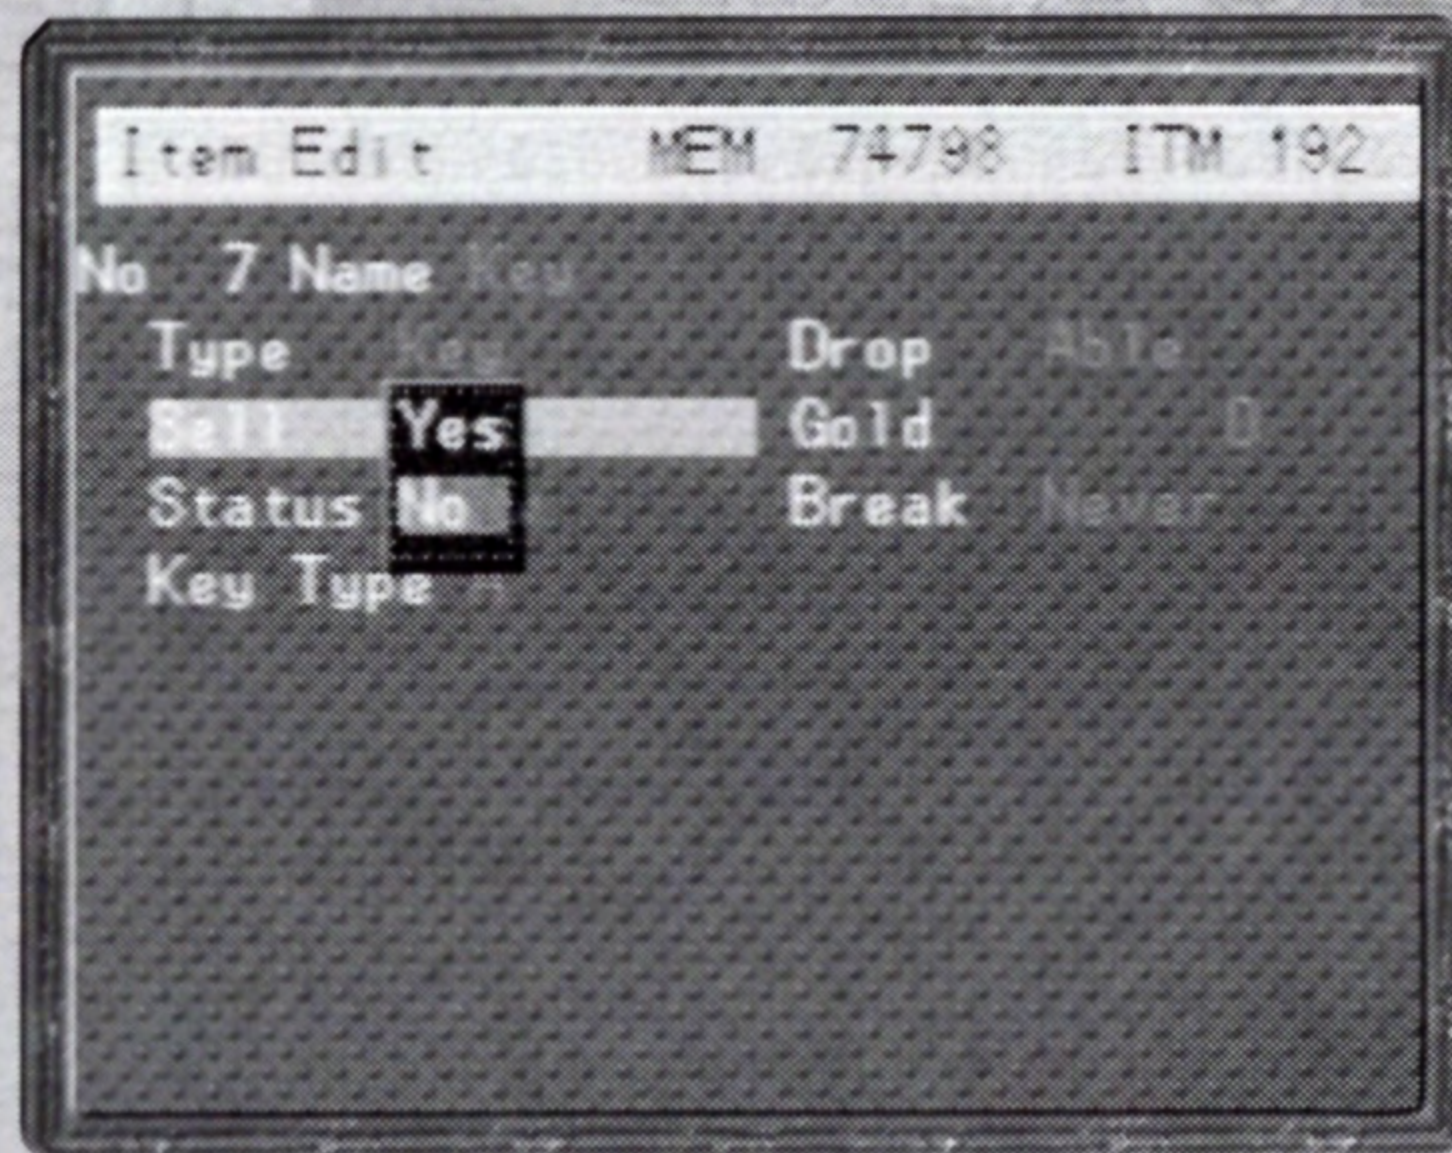 Item Edit MEM 74798 ITM 192
No 7 Name Key
Type Key Drop Able
Sell Yes Gold 0
Status No Break Never
Key Type A